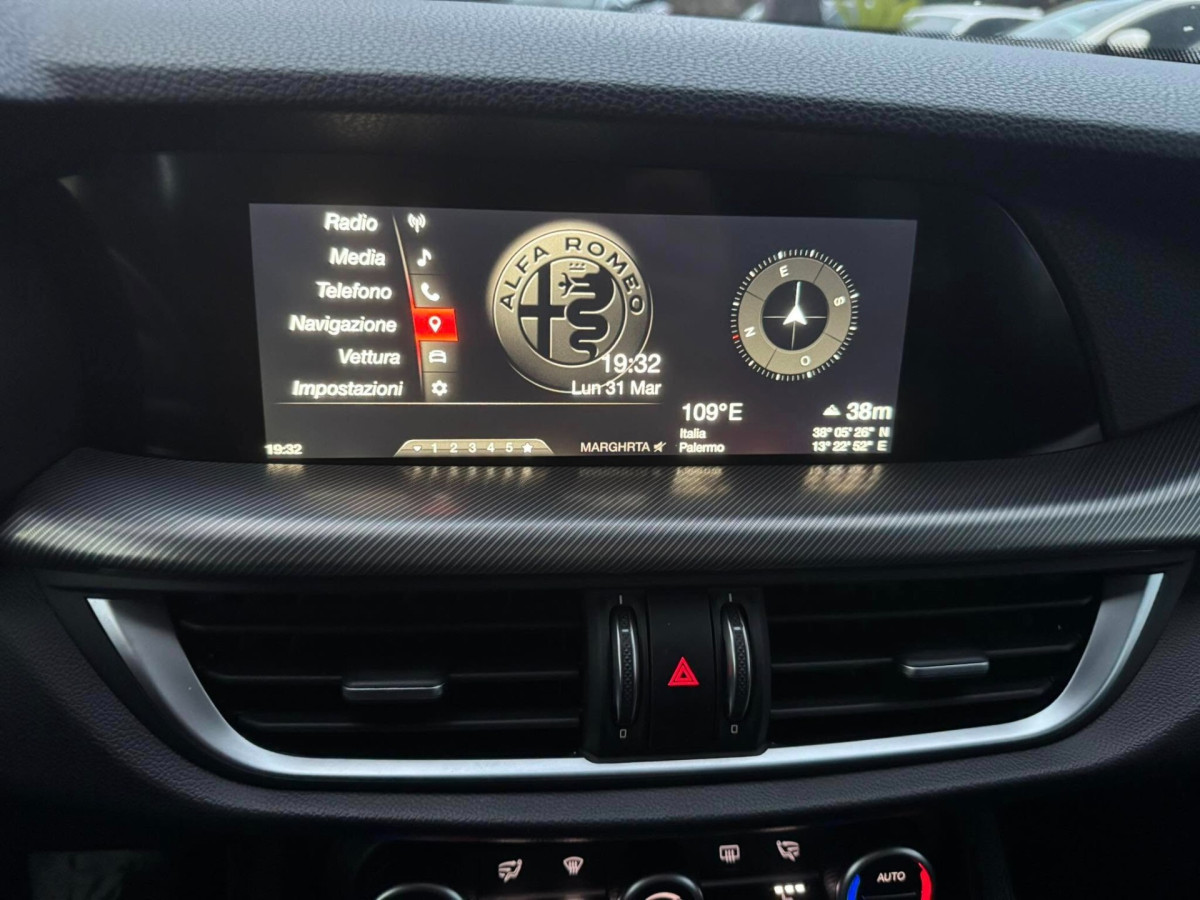 Radio
Media
Telefono
Navigazione
Vettura
Impostazioni
ALFA ROMEO
19:32
Lun 31 Mar
E
S
O
N
109°E
38m
Italia
38° 05' 26" N
Palermo
13° 22' 52" E
19:32
1 2 3 4 5
MARGHRTA
AUTO